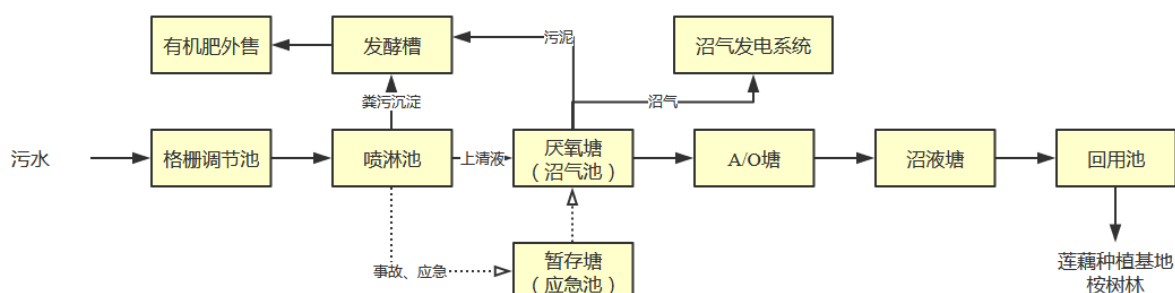 有机肥外售
发酵槽
污泥
沼气发电系统
粪污沉淀
沼气
污水
格栅调节池
喷淋池
上清液
厌氧塘
（沼气池）
A/O塘
沼液塘
回用池
事故、应急
暂存塘
（应急池）
莲藕种植基地
桉树林